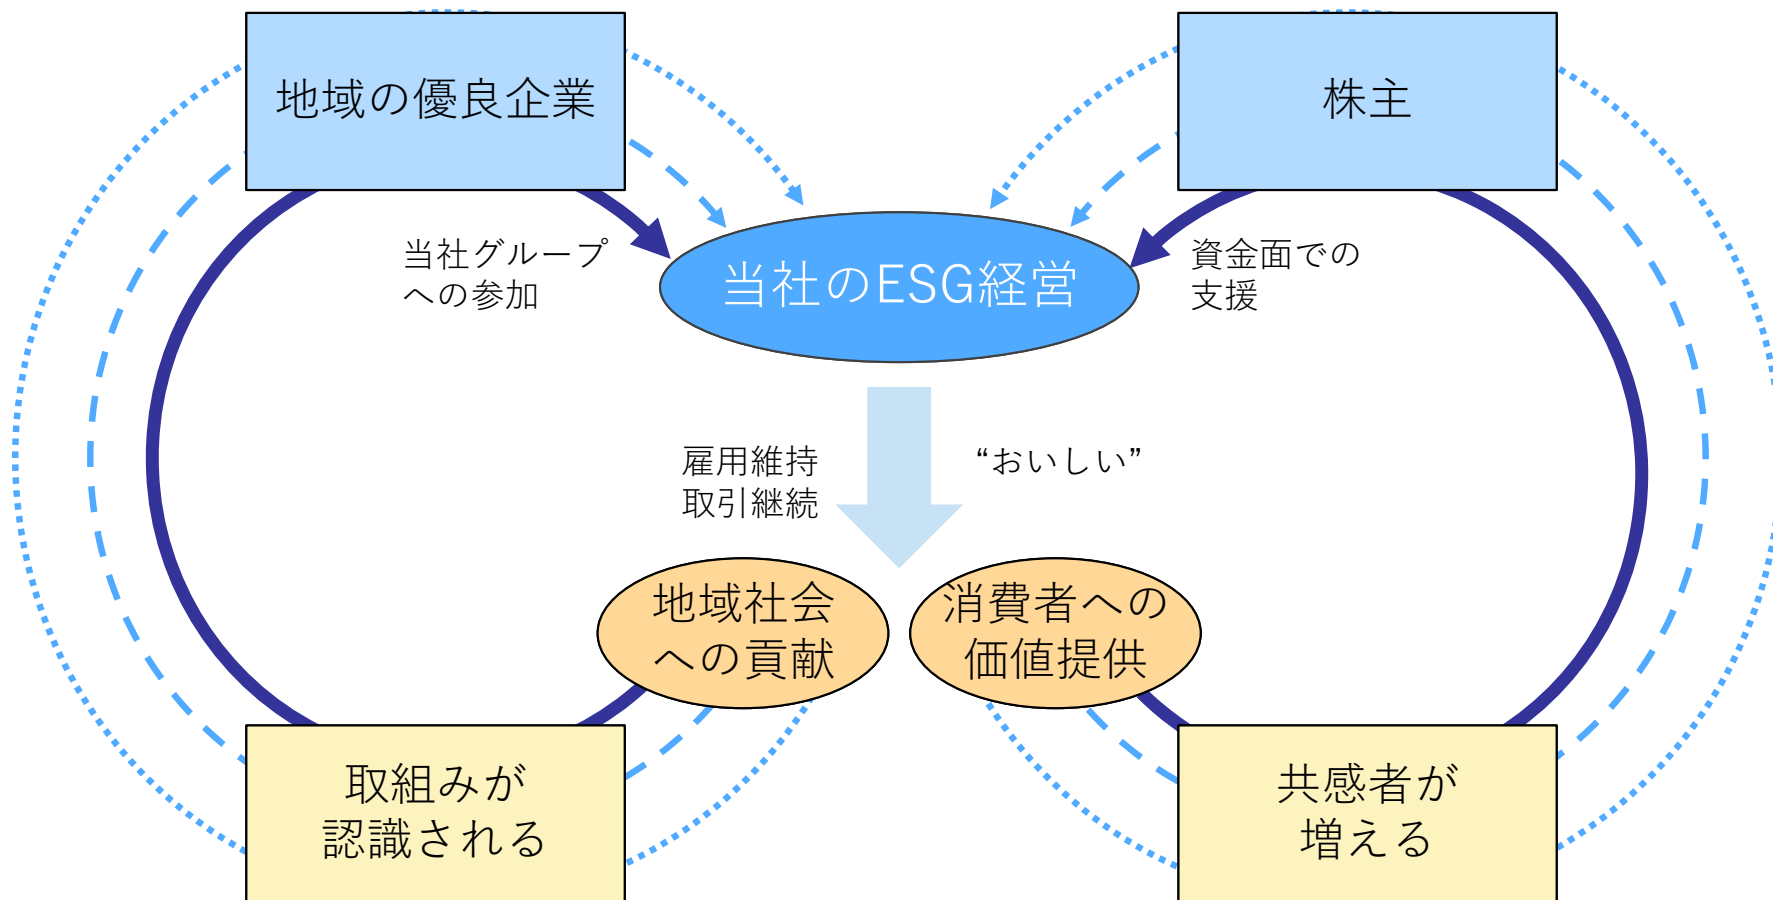 地域の優良企業
株主
当社グループ
への参加
当社のESG経営
資金面での
支援
雇用維持
取引継続
“おいしい”
地域社会
への貢献
消費者への
価値提供
取組みが
認識される
共感者が
増える